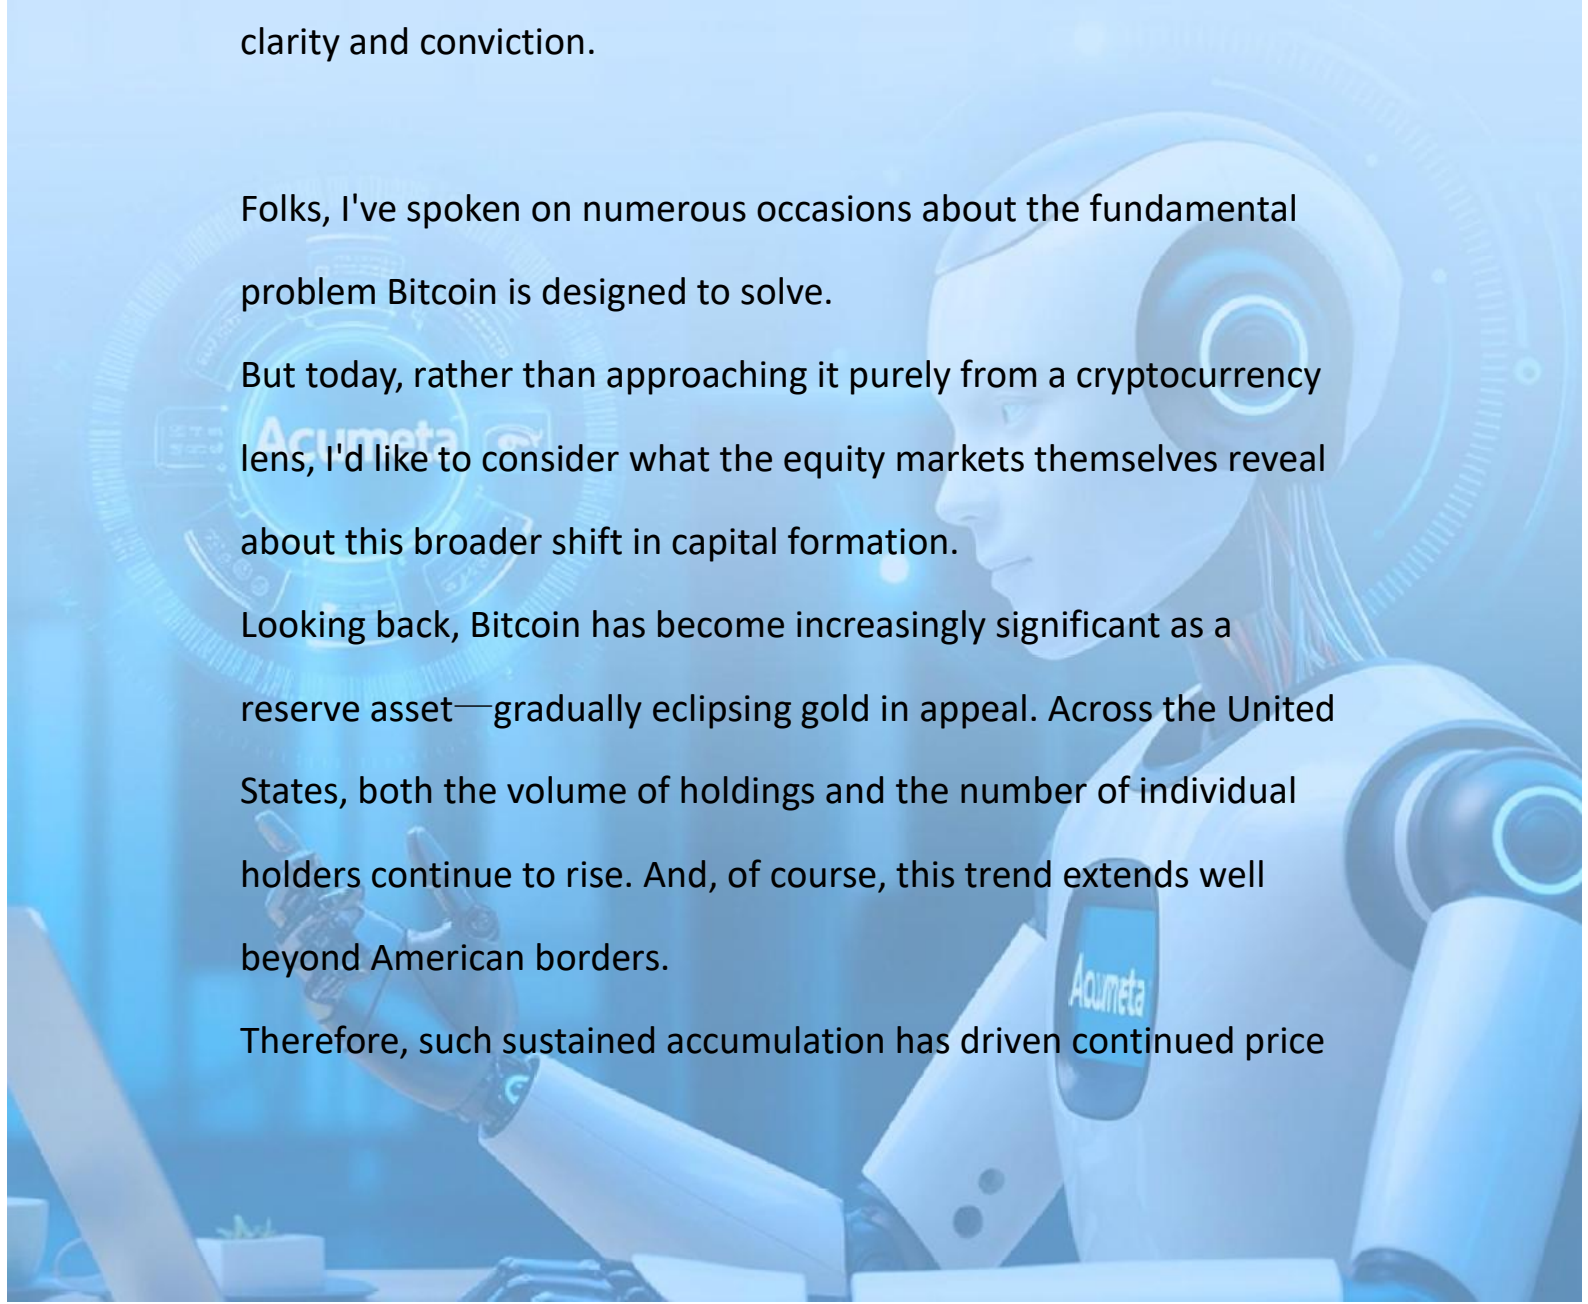 clarity and conviction.
Folks, I've spoken on numerous occasions about the fundamental
problem Bitcoin is designed to solve.
But today, rather than approaching it purely from a cryptocurrency
lens, I'd like to consider what the equity markets themselves reveal
about this broader shift in capital formation.
Looking back, Bitcoin has become increasingly significant as a
reserve asset—gradually eclipsing gold in appeal. Across the United
States, both the volume of holdings and the number of individual
holders continue to rise. And, of course, this trend extends well
beyond American borders.
Therefore, such sustained accumulation has driven continued price
Acumeta
Acumeta